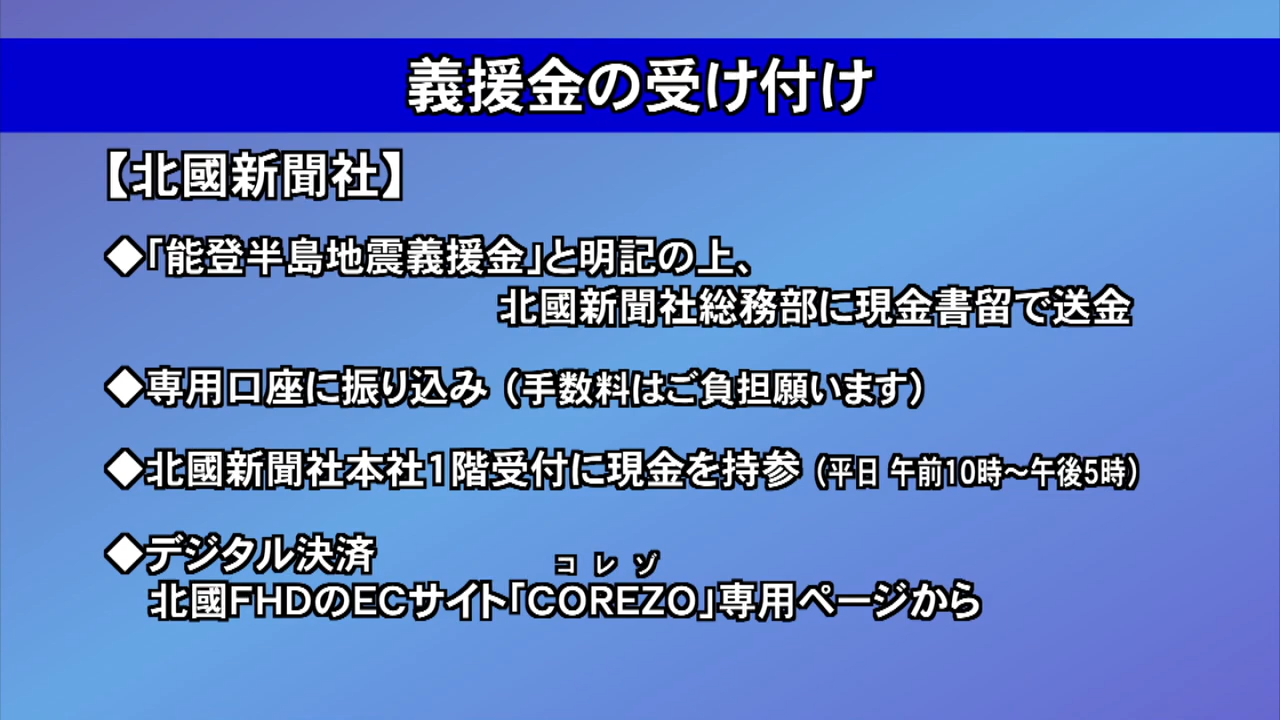 義援金の受け付け
【北國新聞社】
◆「能登半島地震義援金」と明記の上、
北國新聞社総務部に現金書留で送金
◆専用口座に振り込み（手数料はご負担願います）
◆北國新聞社本社1階受付に現金を持参（平日 午前10時～午後5時）
◆デジタル決済
コレゾ
北國FHDのECサイト「COREZO」専用ページから